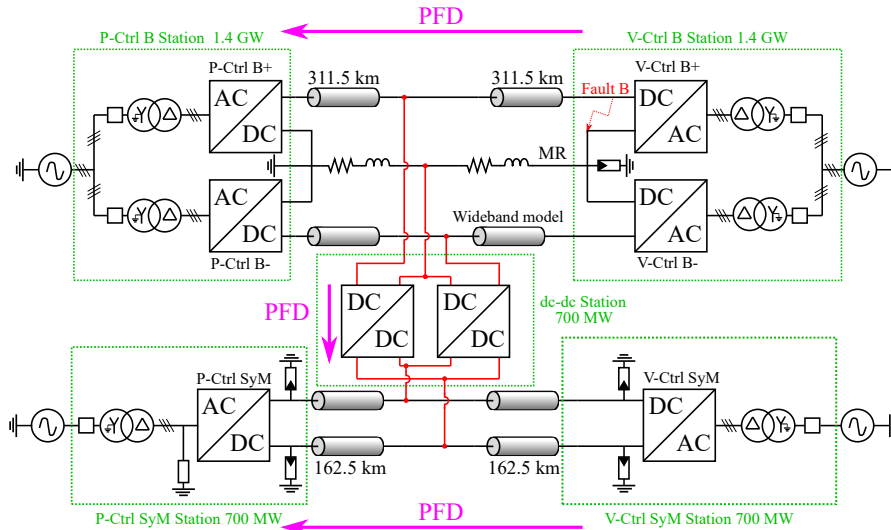 PFD
P-Ctrl B Station 1.4 GW
V-Ctrl B Station 1.4 GW
P-Ctrl B+
311.5 km
311.5 km
V-Ctrl B+
Fault B
AC
DC
DC
AC
MR
AC
DC
DC
AC
Wideband model
P-Ctrl B-
V-Ctrl B-
PFD
DC
DC
DC
DC
dc-dc Station
700 MW
P-Ctrl SyM
V-Ctrl SyM
AC
DC
DC
AC
162.5 km
162.5 km
P-Ctrl SyM Station 700 MW
PFD
V-Ctrl SyM Station 700 MW